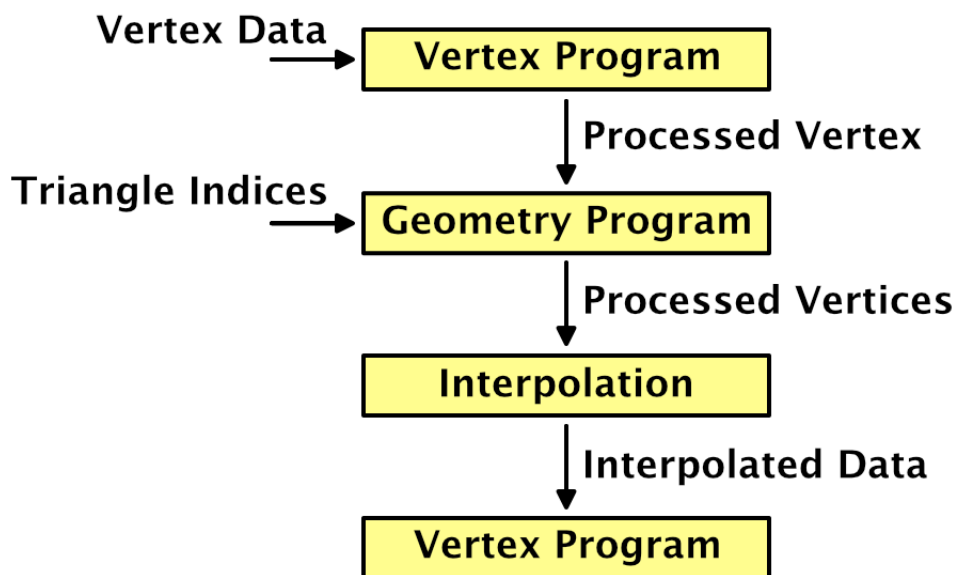 Vertex Data
Vertex Program
Processed Vertex
Triangle Indices
Geometry Program
Processed Vertices
Interpolation
Interpolated Data
Vertex Program